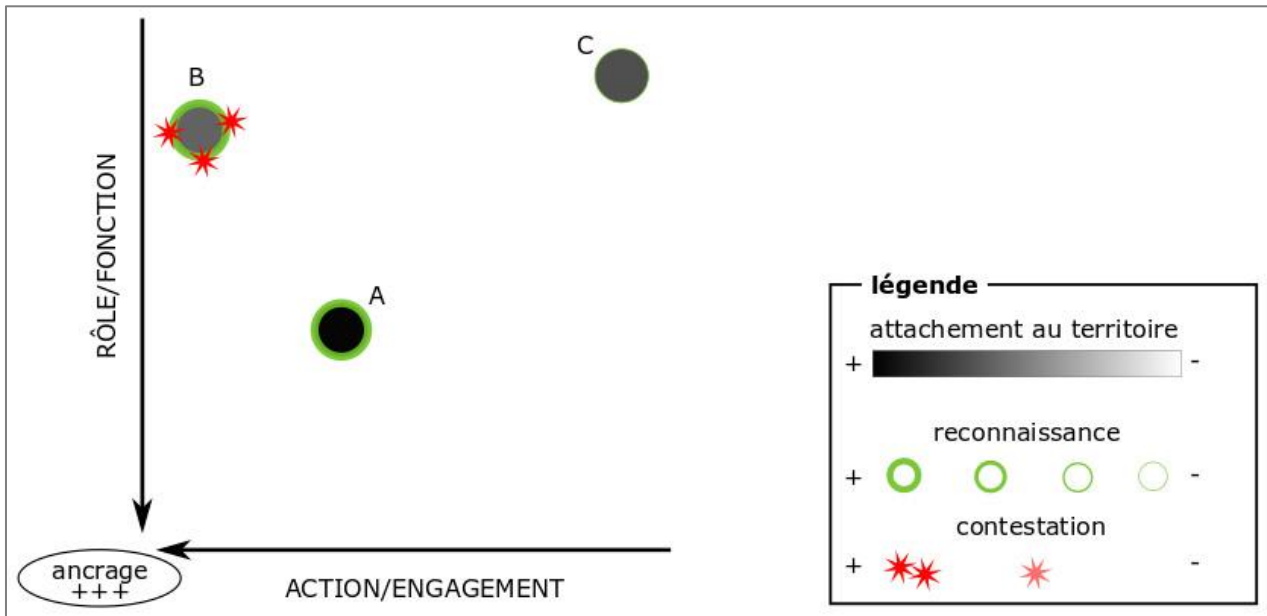 C
B
RÔLE/FONCTION
A
légende
attachement au territoire
+ -
reconnaissance
+ -
contestation
+ -
ancrage
+++
ACTION/ENGAGEMENT